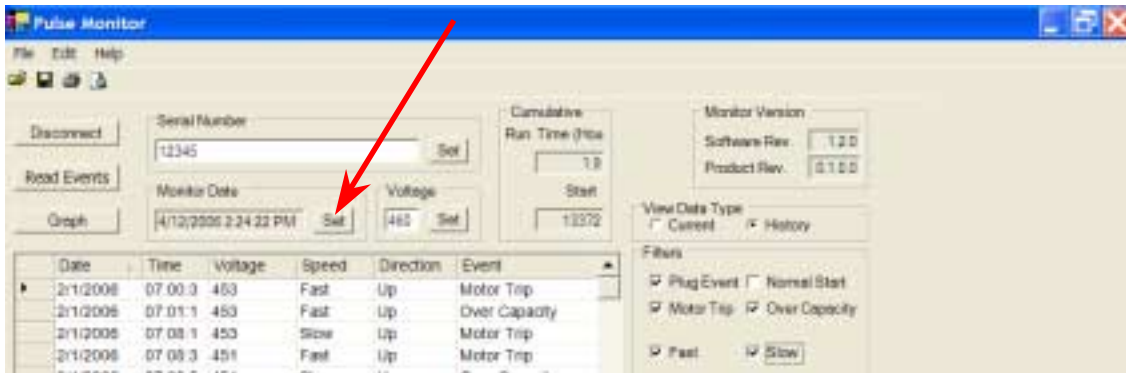 Pulse Monitor
File Edit Help
Disconnect
Serial Number
12345 Set
Cumulative
Run Time (Hou
1.9
Start
13372
Monitor Version
Software Rev. 1.2.0
Product Rev. 0.1.0.0
Read Events
Monitor Date
4/12/2006 2:24:22 PM Set
Voltage
460 Set
Graph
View Data Type
Current History
Date Time Voltage Speed Direction Event
2/1/2006 07:00:3 453 Fast Up Motor Trip
2/1/2006 07:01:1 453 Fast Up Over Capacity
2/1/2006 07:08:1 453 Slow Up Motor Trip
2/1/2006 07:08:3 451 Fast Up Motor Trip
Filters
Plug Event Normal Start
Motor Trip Over Capacity
Fast Slow